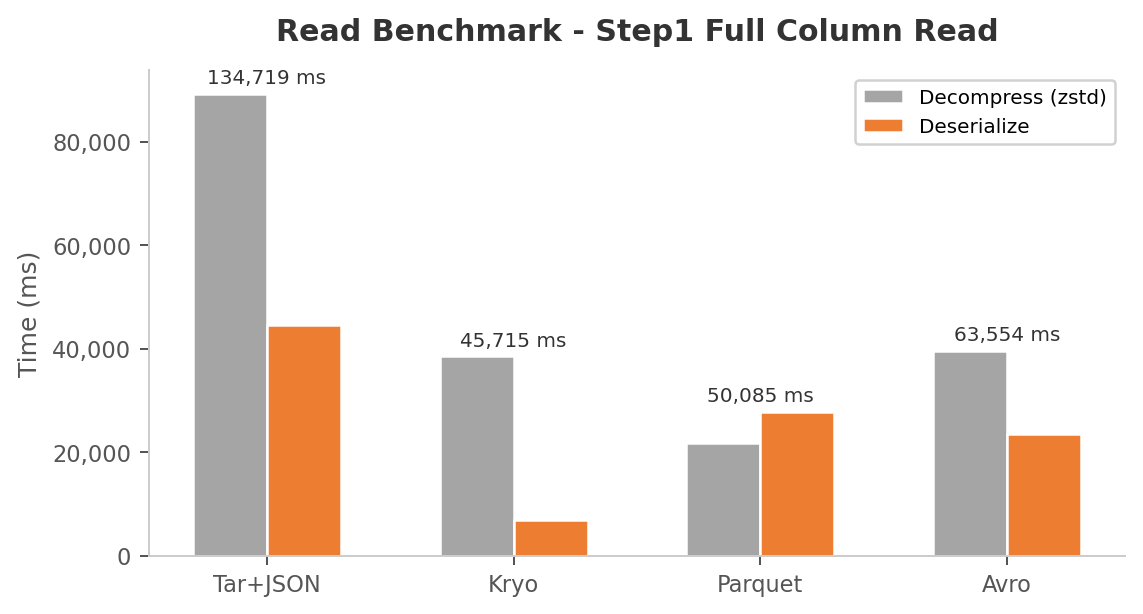 Read Benchmark - Step1 Full Column Read
134,719 ms
Decompress (zstd)
Deserialize
80,000
60,000
Time (ms)
40,000
45,715 ms
63,554 ms
50,085 ms
20,000
0
Tar+JSON
Kryo
Parquet
Avro